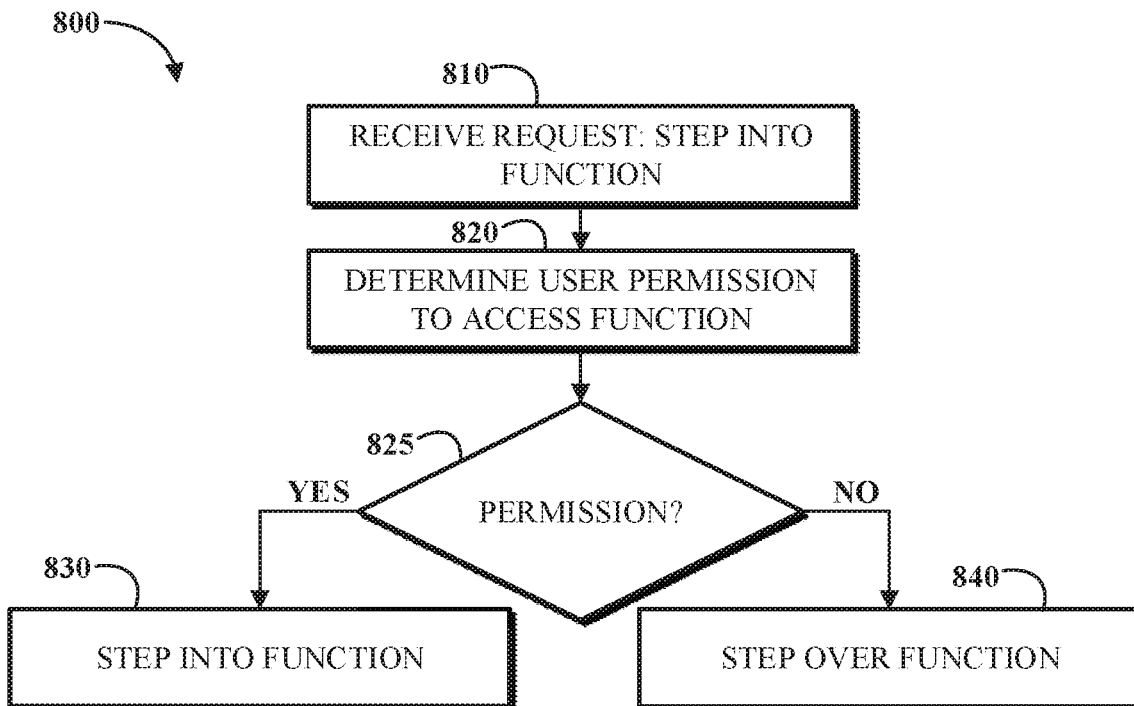 800
810
RECEIVE REQUEST: STEP INTO
FUNCTION
820
DETERMINE USER PERMISSION
TO ACCESS FUNCTION
825
YES
PERMISSION?
NO
830
STEP INTO FUNCTION
840
STEP OVER FUNCTION